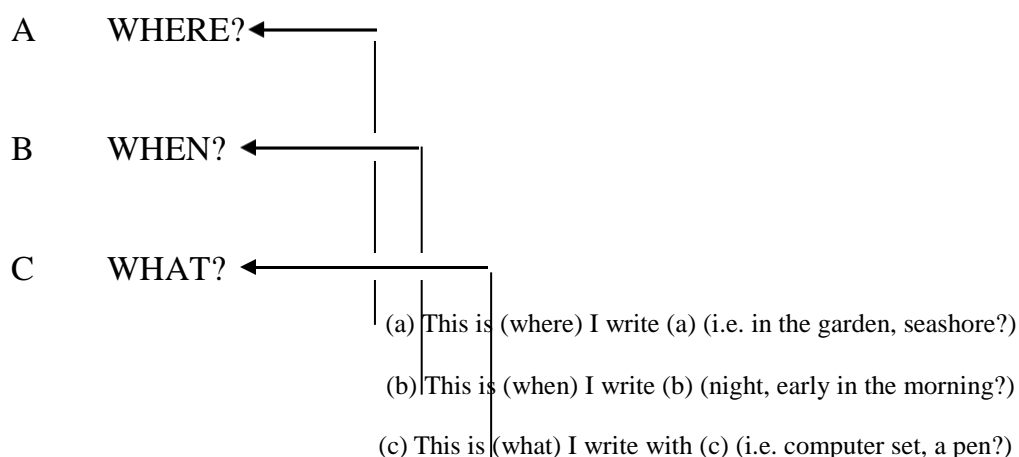 A WHERE?
B WHEN?
C WHAT?
(a) This is (where) I write (a) (i.e. in the garden, seashore?)
(b) This is (when) I write (b) (night, early in the morning?)
(c) This is (what) I write with (c) (i.e. computer set, a pen?)